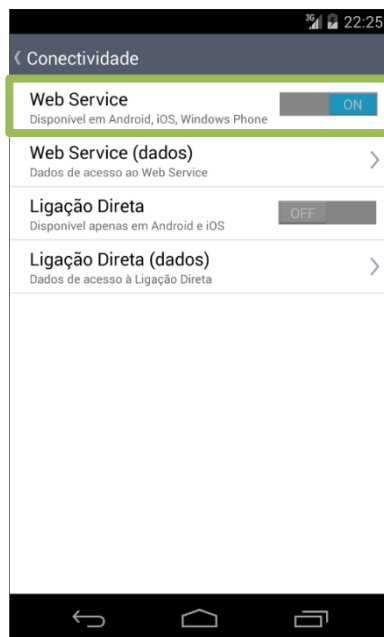 3G 22:25
Conectividade
Web Service
ON
Disponível em Android, iOS, Windows Phone
Web Service (dados)
Dados de acesso ao Web Service
Ligação Direta
OFF
Disponível apenas em Android e iOS
Ligação Direta (dados)
Dados de acesso à Ligação Direta